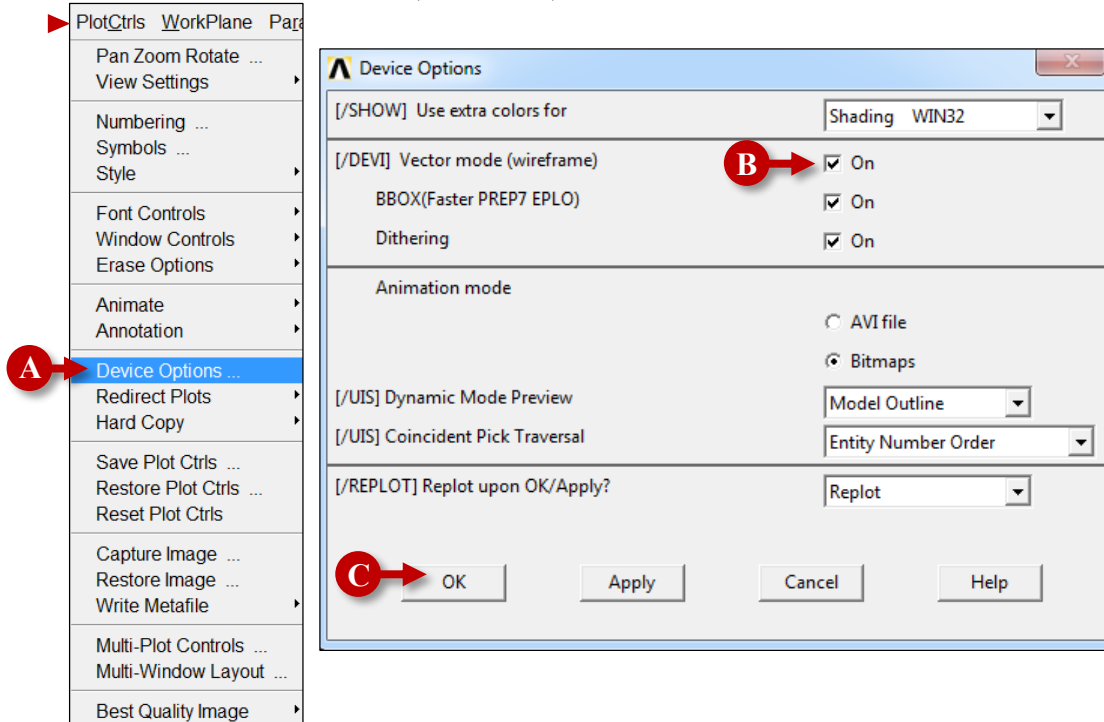 PlotCtrls WorkPlane Para
Pan Zoom Rotate ...
View Settings
Numbering ...
Symbols ...
Style
Font Controls
Window Controls
Erase Options
Animate
Annotation
A
Device Options ...
Redirect Plots
Hard Copy
Save Plot Ctrls ...
Restore Plot Ctrls ...
Reset Plot Ctrls
Capture Image ...
Restore Image ...
Write Metafile
Multi-Plot Controls ...
Multi-Window Layout ...
Best Quality Image
Device Options
[/SHOW] Use extra colors for
Shading WIN32
[/DEVI] Vector mode (wireframe)
B
On
BBOX(Faster PREP7 EPLO)
On
Dithering
On
Animation mode
AVI file
Bitmaps
[/UIS] Dynamic Mode Preview
Model Outline
[/UIS] Coincident Pick Traversal
Entity Number Order
[/REPLOT] Replot upon OK/Apply?
Replot
C
OK Apply Cancel Help